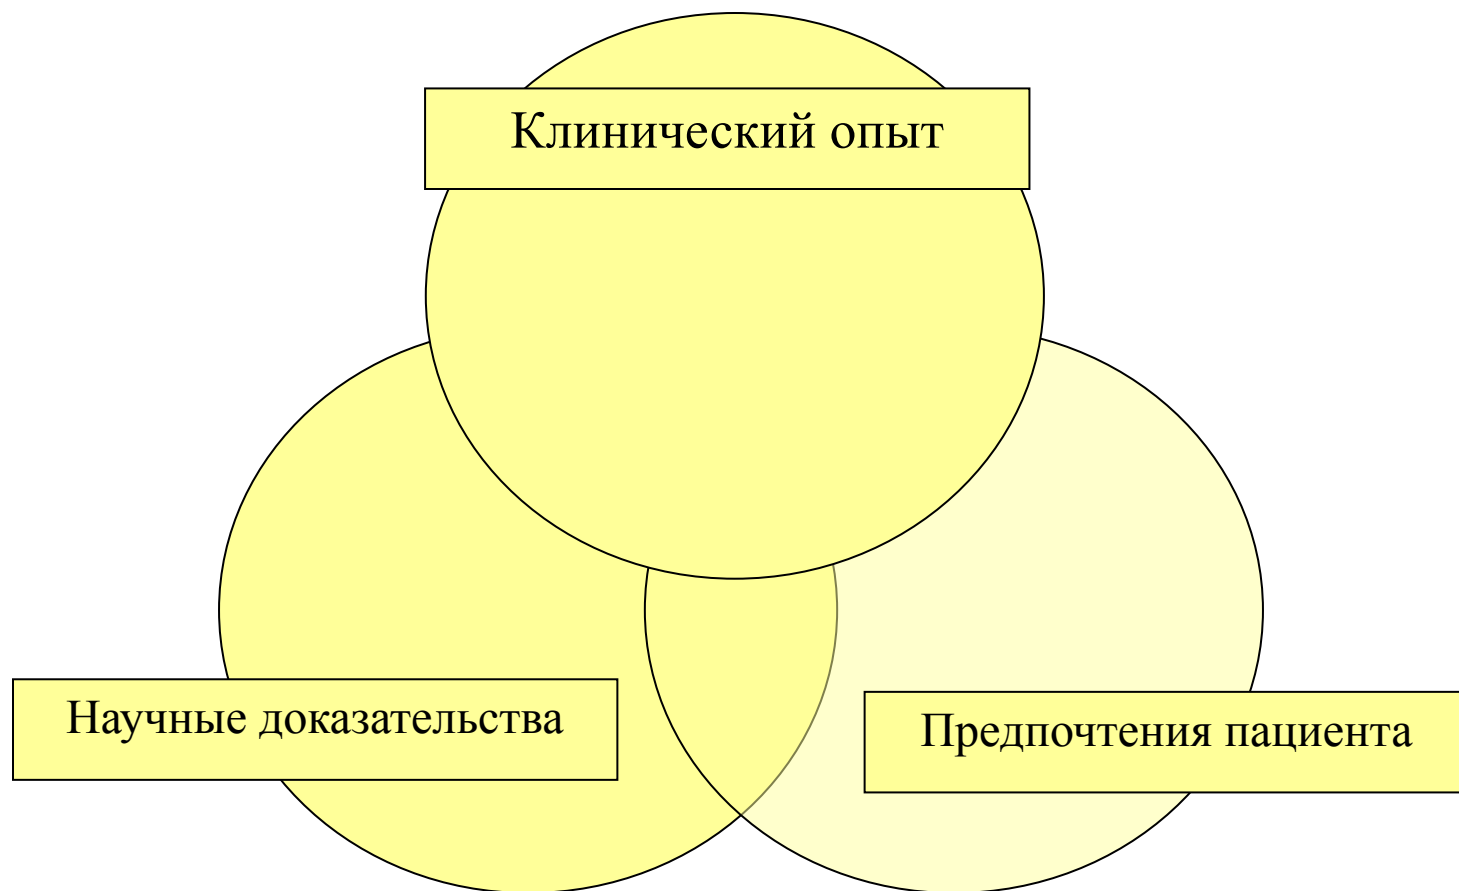 Клинический опыт
Научные доказательства
Предпочтения пациента